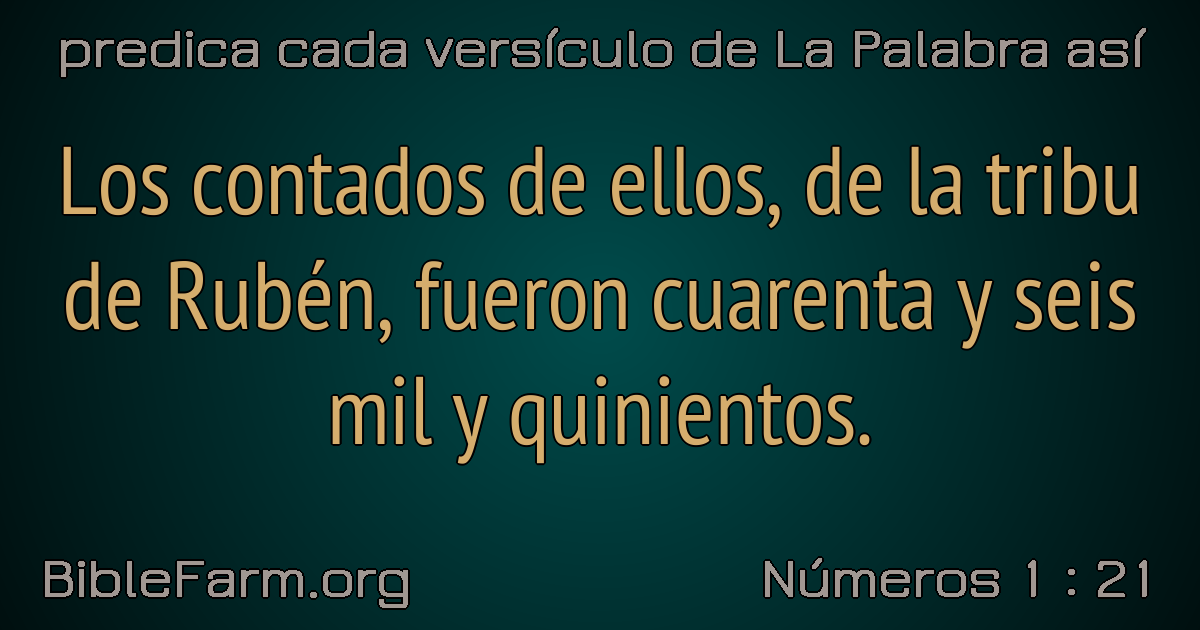 predica cada versículo de La Palabra así
Los contados de ellos, de la tribu
de Rubén, fueron cuarenta y seis
mil y quinientos.
BibleFarm.org
Números 1 : 21